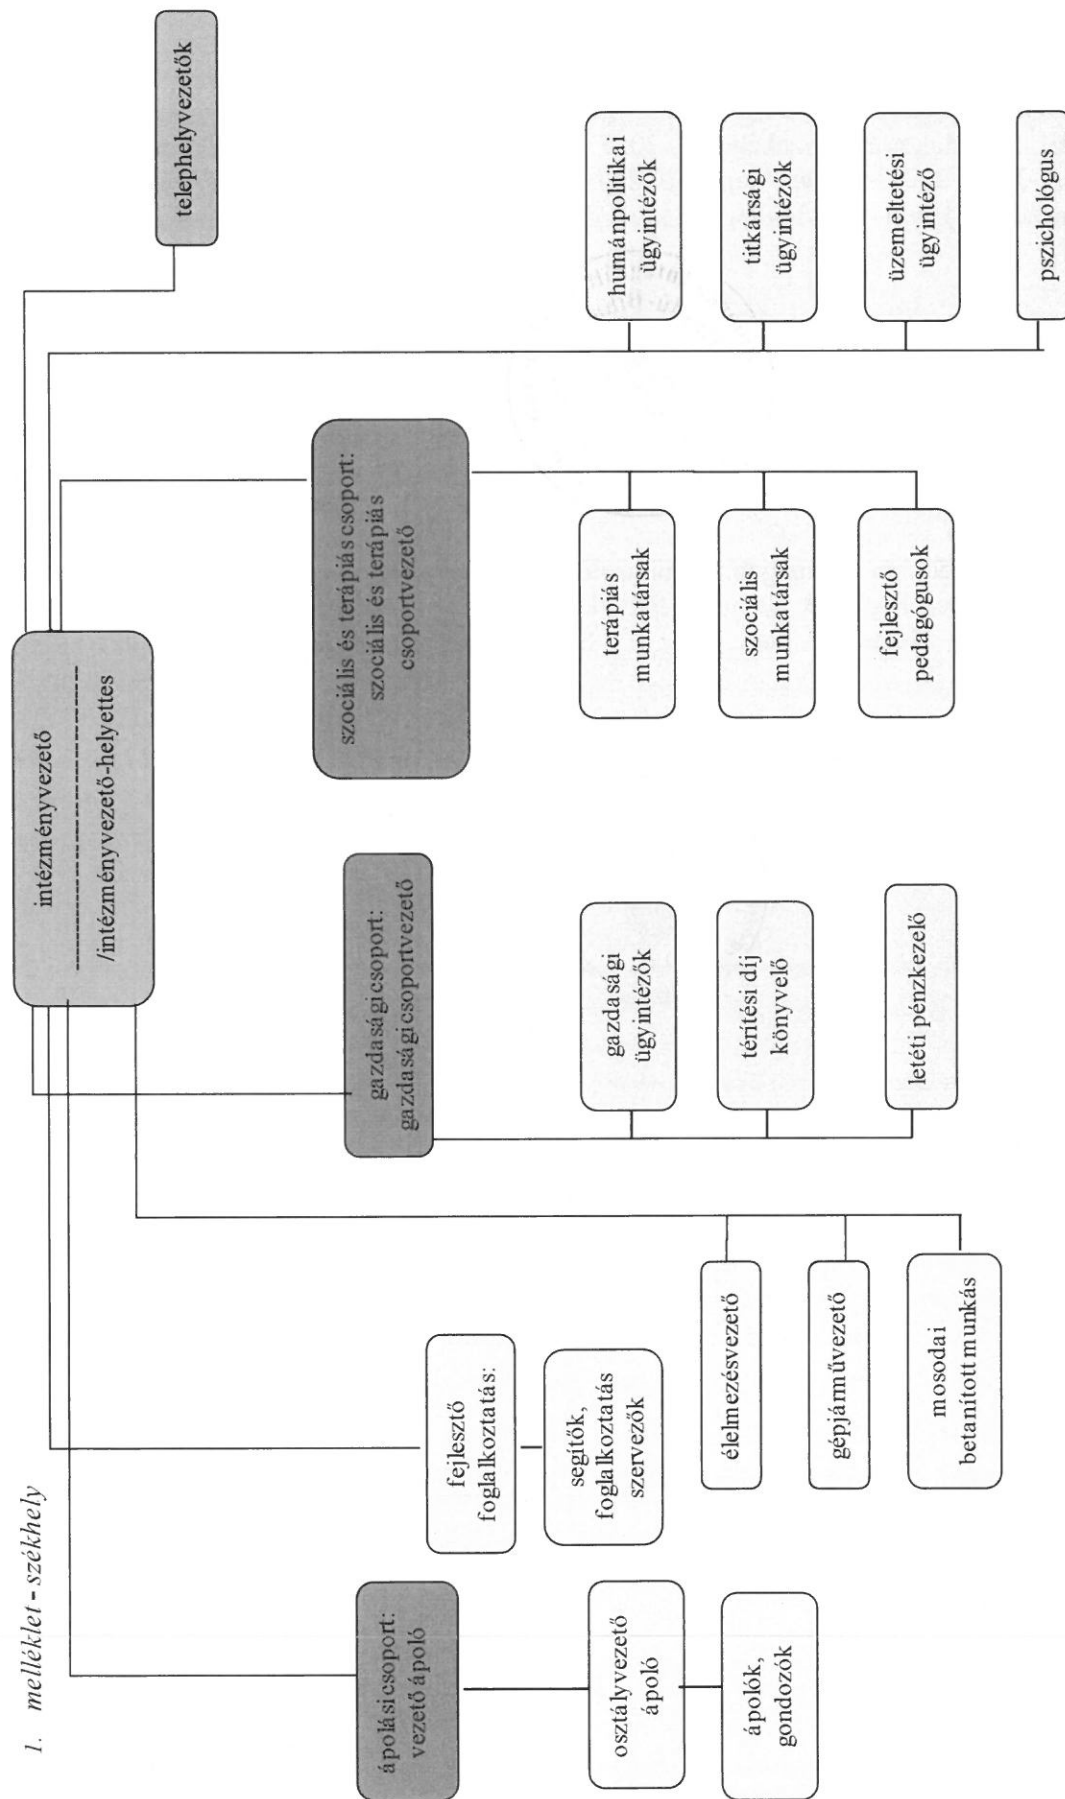 1. melléklet - székhely
intézményvezető
/intézményvezető-helyettes
telephelyvezetők
ápolási csoport:
vezető ápoló
osztályvezető
ápoló
ápolók,
gondozók
fejlesztő
foglalkoztatás:
segítők,
foglalkoztatás
szervezők
élelmezésvezető
gépjárművezető
mosodai
betanított munkás
gazdasági csoport:
gazdasági csoportvezető
gazdasági
ügyintézők
térítési díj
könyvelő
letéti pénzkezelő
szociális és terápiás csoport:
szociális és terápiás
csoportvezető
terápiás
munkatársak
szociális
munkatársak
fejlesztő
pedagógusok
humánpolitikai
ügyintézők
titkársági
ügyintézők
üzemeltetési
ügyintéző
pszichológus